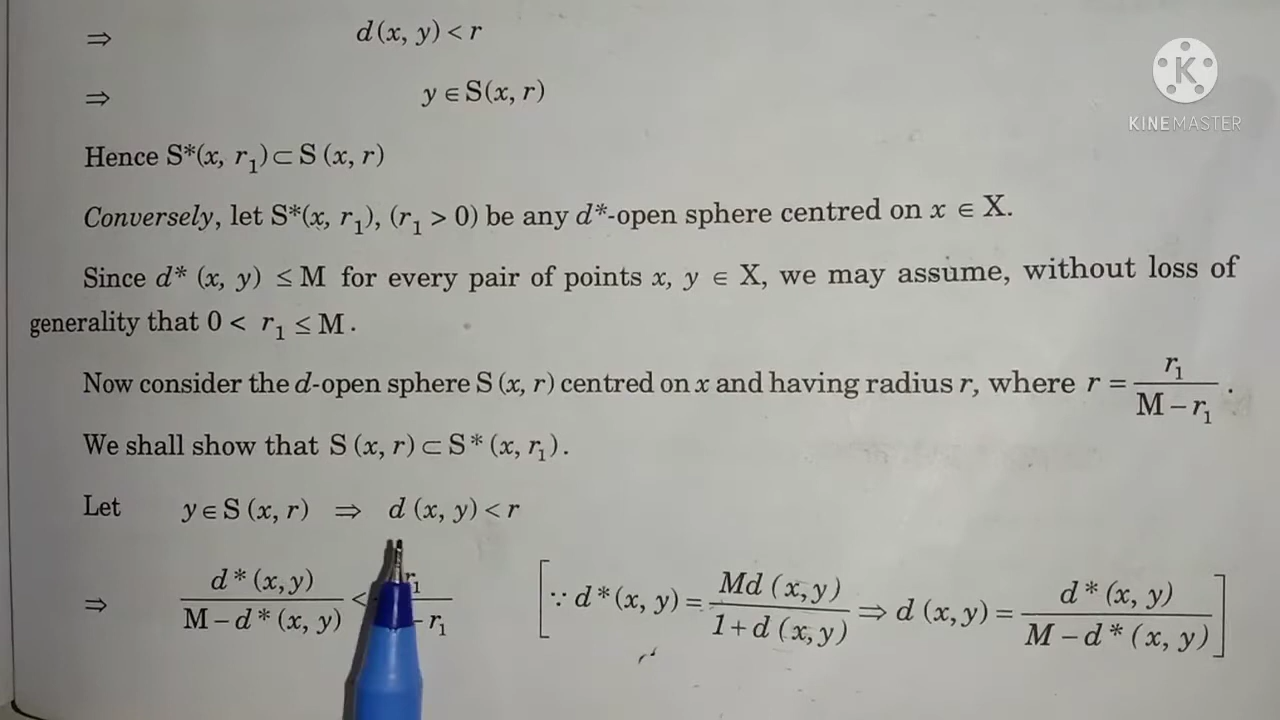 ⇒ d(x, y) < r
⇒ y ∈ S(x, r)
K
KINEMASTER
Hence S*(x, r₁) ⊂ S (x, r)
Conversely, let S*(x, r₁), (r₁ > 0) be any d*-open sphere centred on x ∈ X.
Since d* (x, y) ≤ M for every pair of points x, y ∈ X, we may assume, without loss of
generality that 0 < r₁ ≤ M.
Now consider the d-open sphere S (x, r) centred on x and having radius r, where r = r₁ / (M – r₁).
We shall show that S (x, r) ⊂ S* (x, r₁).
Let y ∈ S (x, r) ⇒ d (x, y) < r
⇒ d*(x,y) / (M – d*(x, y)) < r₁ / – r₁ [∵ d*(x, y) = Md (x,y) / (1+d (x,y)) ⇒ d (x,y) = d*(x, y) / (M – d*(x, y))]